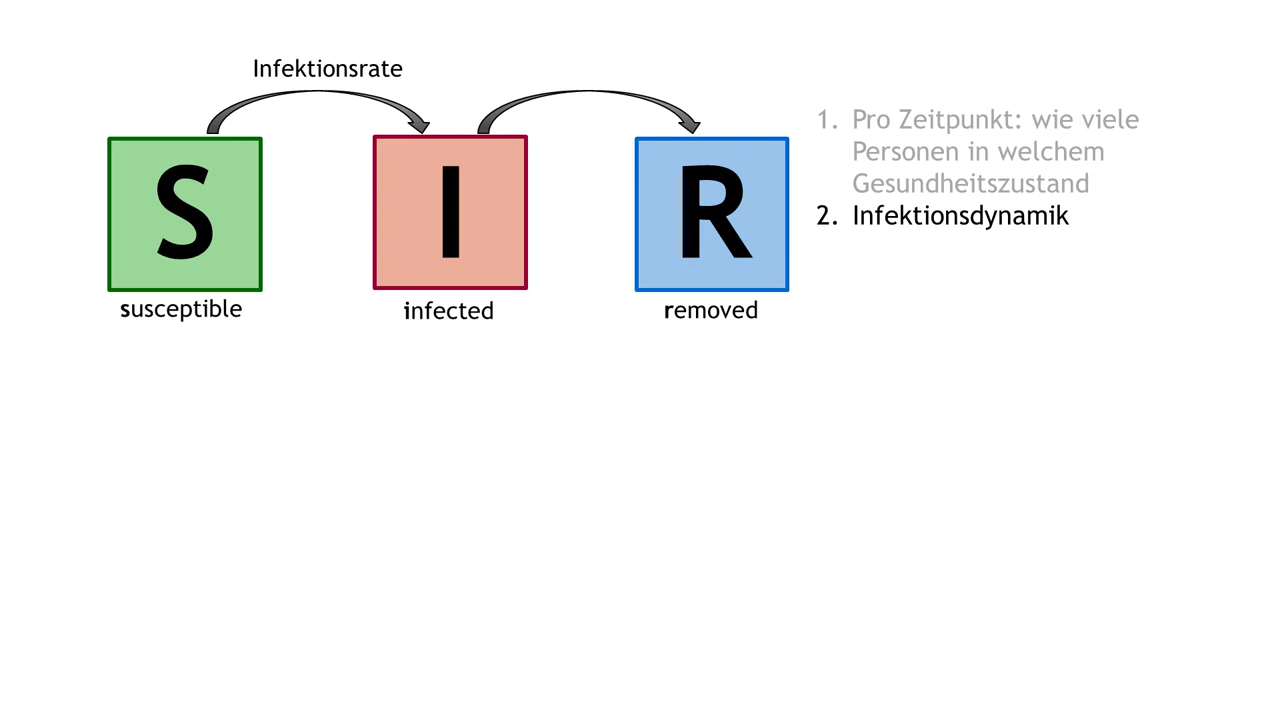 Infektionsrate
S
I
R
susceptible
infected
removed
1. Pro Zeitpunkt: wie viele
Personen in welchem
Gesundheitszustand
2. Infektionsdynamik